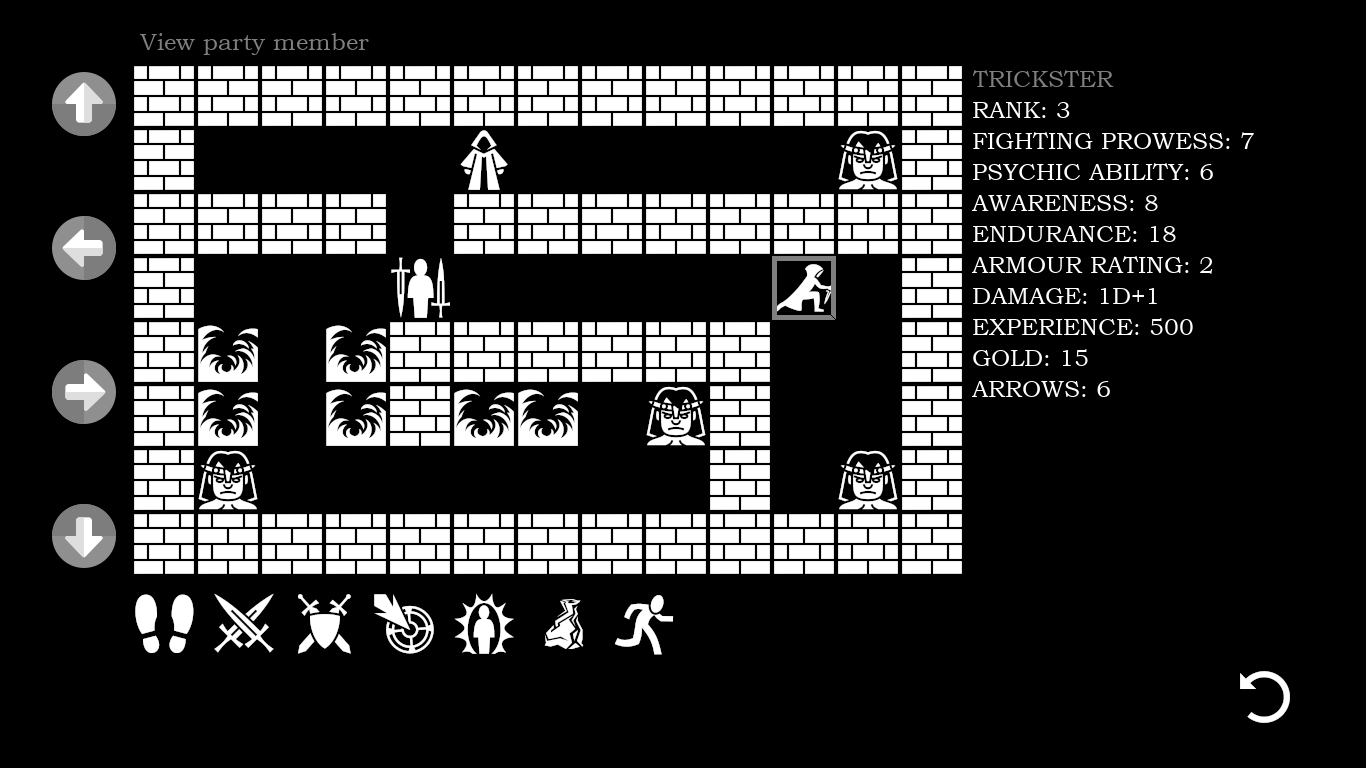 View party member
TRICKSTER
RANK: 3
FIGHTING PROWESS: 7
PSYCHIC ABILITY: 6
AWARENESS: 8
ENDURANCE: 18
ARMOUR RATING: 2
DAMAGE: 1D+1
EXPERIENCE: 500
GOLD: 15
ARROWS: 6